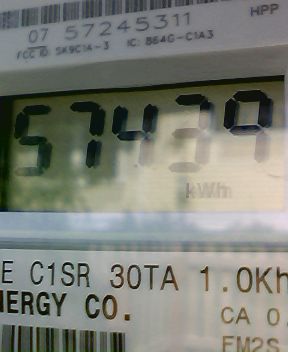 HPP
07 57245311
FCC ID SK9C1A-3 IC: 864G-C1A3
57439
kWh
E C1SR 30TA 1.0Kh
NERGY CO.
CA 0.
FM2S